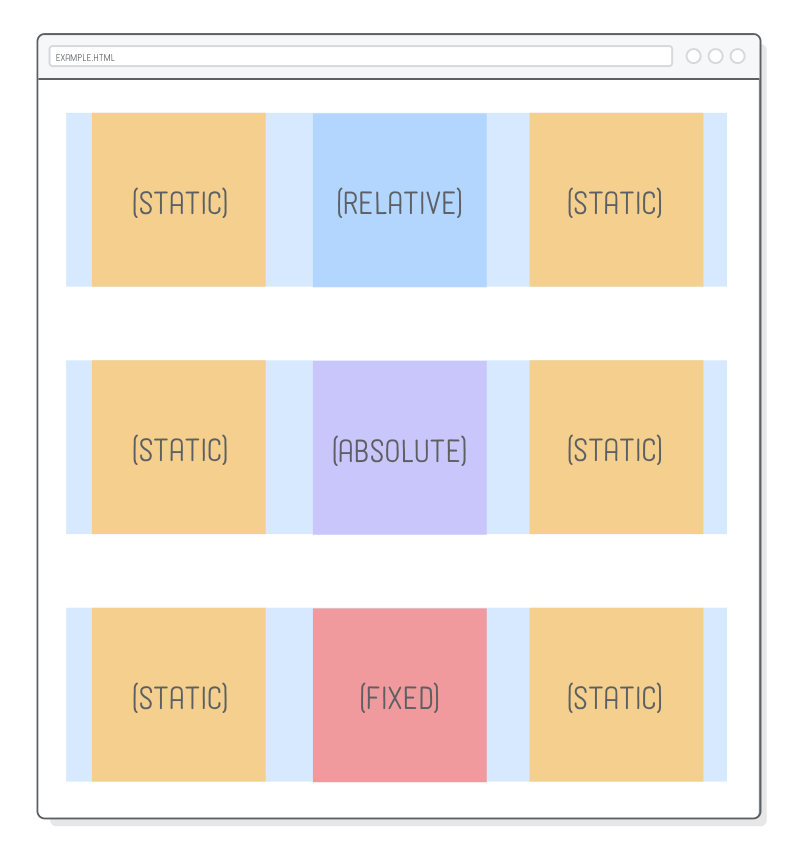 EXAMPLE.HTML
(STATIC) (RELATIVE) (STATIC)
(STATIC) (ABSOLUTE) (STATIC)
(STATIC) (FIXED) (STATIC)